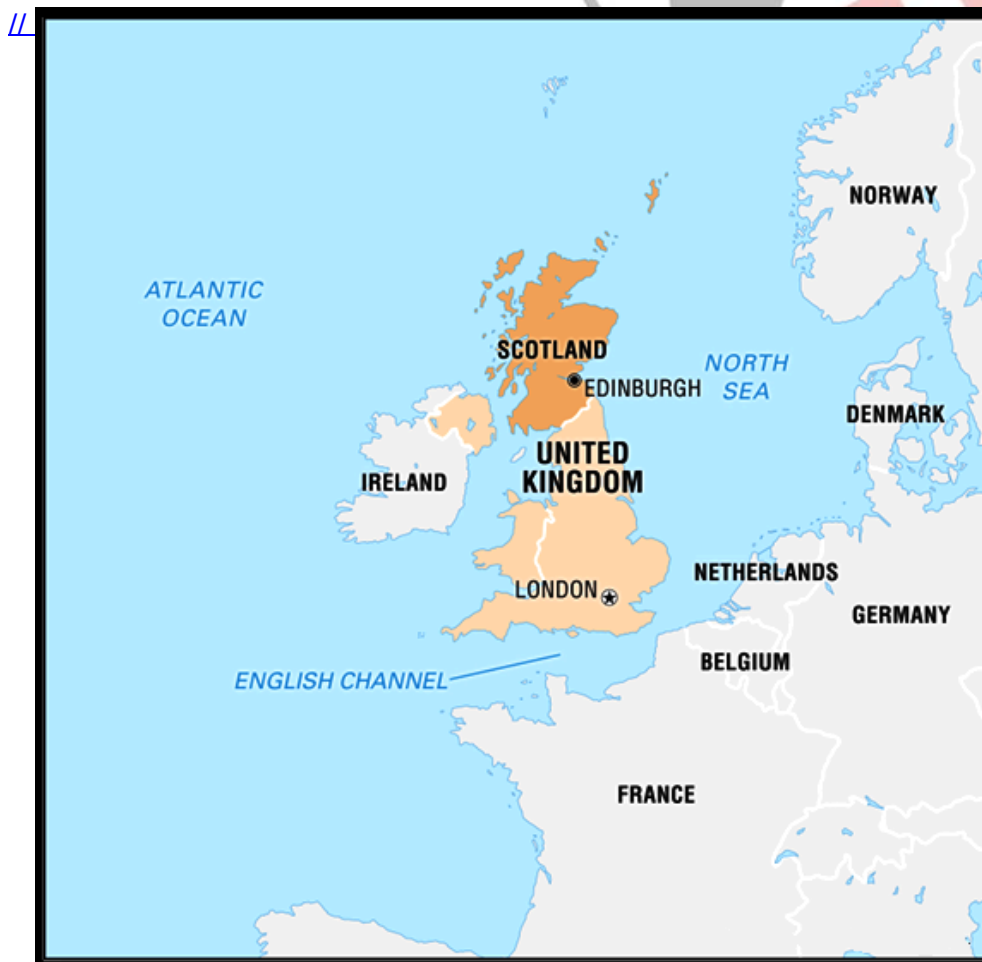 //
NORWAY
ATLANTIC
OCEAN
SCOTLAND
NORTH
SEA
EDINBURGH
DENMARK
UNITED
KINGDOM
IRELAND
NETHERLANDS
LONDON
GERMANY
BELGIUM
ENGLISH CHANNEL
FRANCE